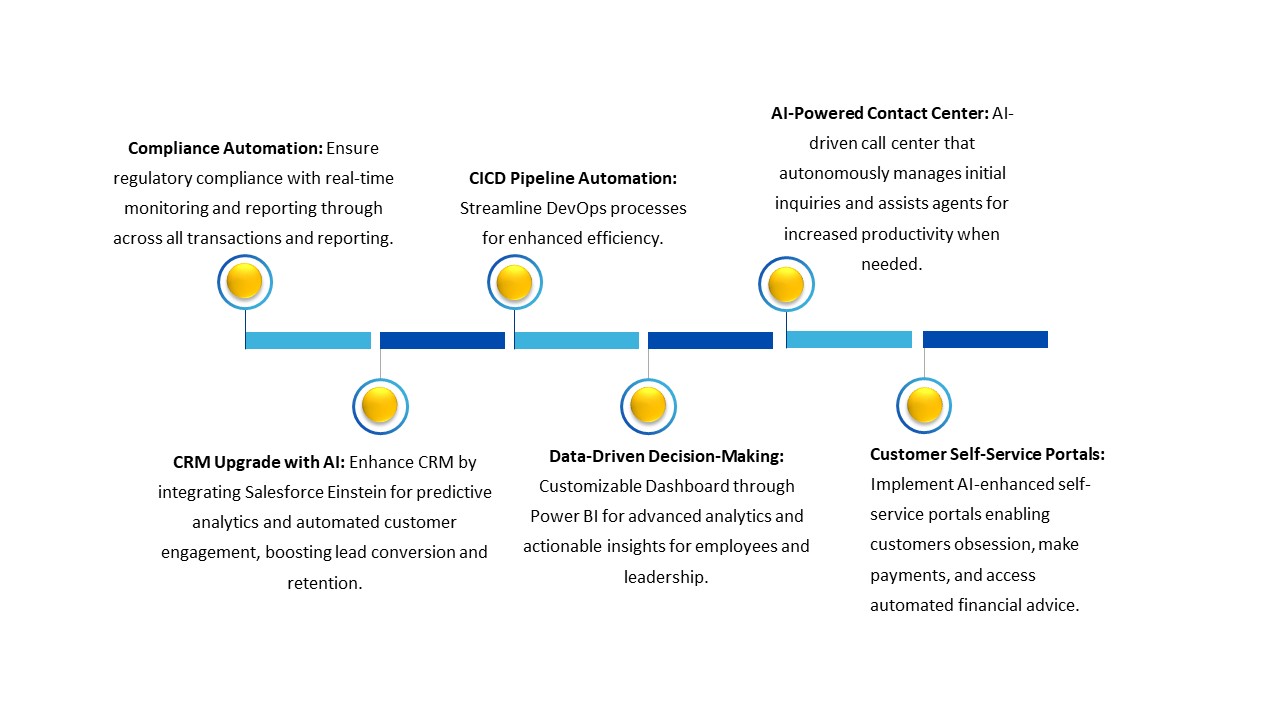 Compliance Automation: Ensure
regulatory compliance with real-time
monitoring and reporting through
across all transactions and reporting.
CICD Pipeline Automation:
Streamline DevOps processes
for enhanced efficiency.
AI-Powered Contact Center: AI-
driven call center that
autonomously manages initial
inquiries and assists agents for
increased productivity when
needed.
CRM Upgrade with AI: Enhance CRM by
integrating Salesforce Einstein for predictive
analytics and automated customer
engagement, boosting lead conversion and
retention.
Data-Driven Decision-Making:
Customizable Dashboard through
Power BI for advanced analytics and
actionable insights for employees and
leadership.
Customer Self-Service Portals:
Implement AI-enhanced self-
service portals enabling
customers obsession, make
payments, and access
automated financial advice.